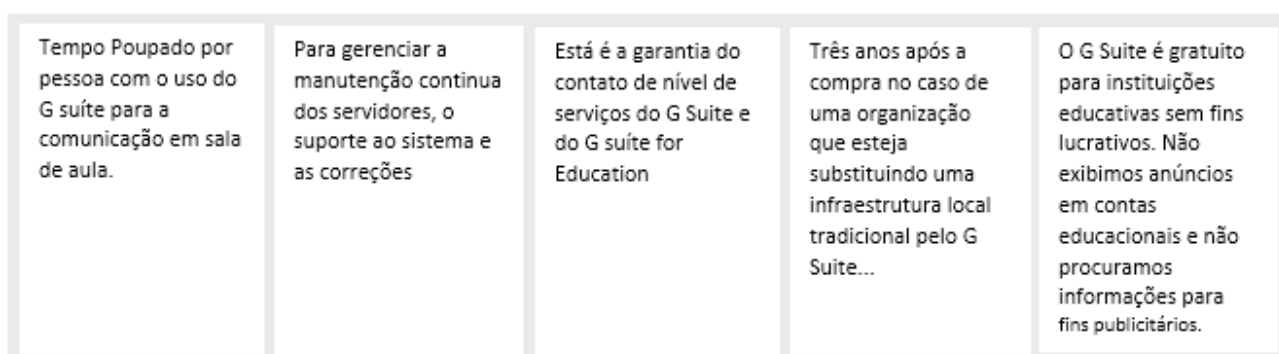 Tempo Poupado por
pessoa com o uso do
G suíte para a
comunicação em sala
de aula.
Para gerenciar a
manutenção continua
dos servidores, o
suporte ao sistema e
as correções
Está é a garantia do
contato de nível de
serviços do G Suite e
do G suíte for
Education
Três anos após a
compra no caso de
uma organização
que esteja
substituindo uma
infraestrutura local
tradicional pelo G
Suite...
O G Suite é gratuito
para instituições
educativas sem fins
lucrativos. Não
exibimos anúncios
em contas
educacionais e não
procuramos
informações para
fins publicitários.